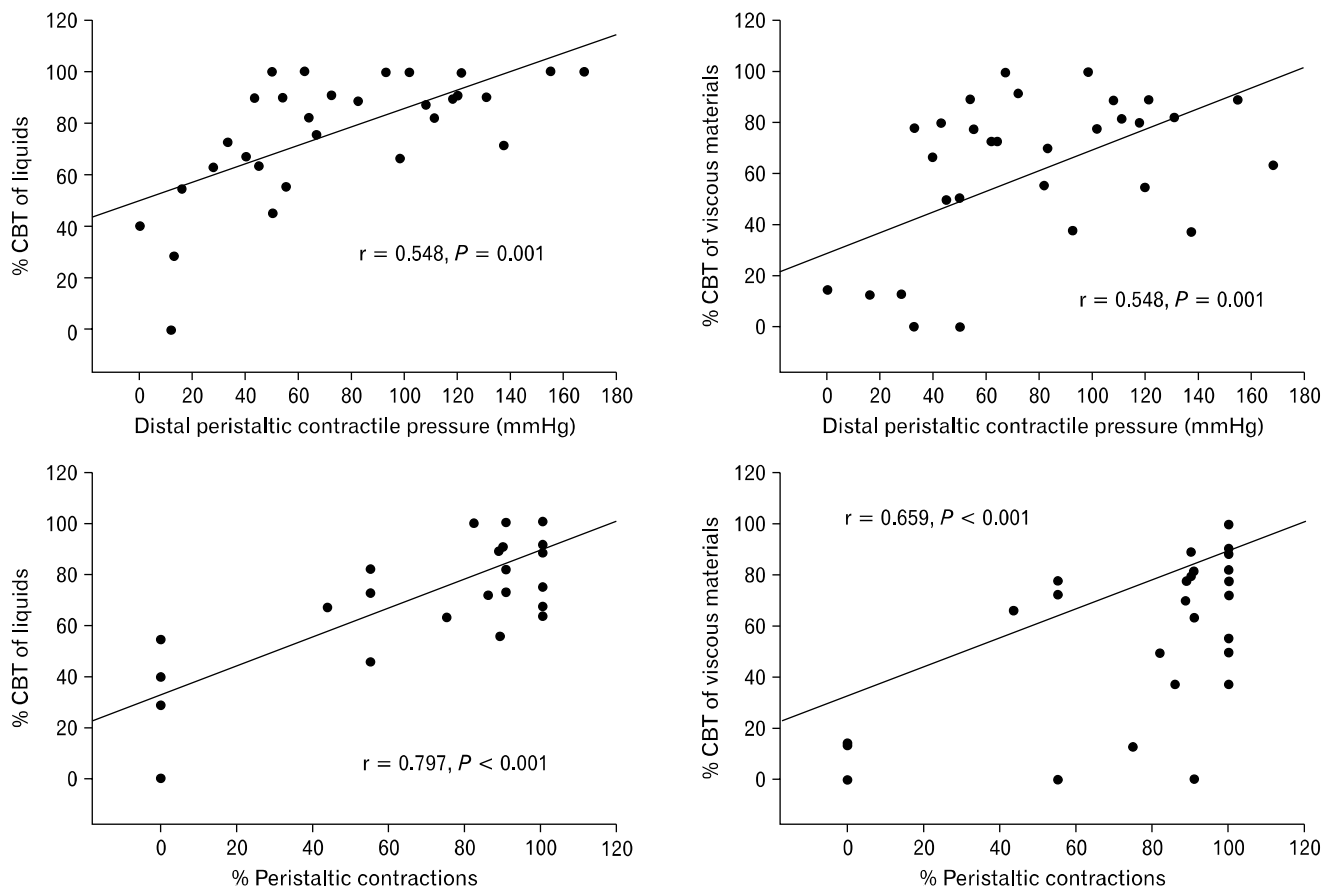 120
100
80
60
40
20
0
% CBT of liquids
r = 0.548, P = 0.001
0 20 40 60 80 100 120 140 160 180
Distal peristaltic contractile pressure (mmHg)
120
100
80
60
40
20
0
% CBT of viscous materials
r = 0.548, P = 0.001
0 20 40 60 80 100 120 140 160 180
Distal peristaltic contractile pressure (mmHg)
120
100
80
60
40
20
0
% CBT of liquids
r = 0.797, P < 0.001
0 20 40 60 80 100 120
% Peristaltic contractions
120
100
80
60
40
20
0
% CBT of viscous materials
r = 0.659, P < 0.001
0 20 40 60 80 100 120
% Peristaltic contractions